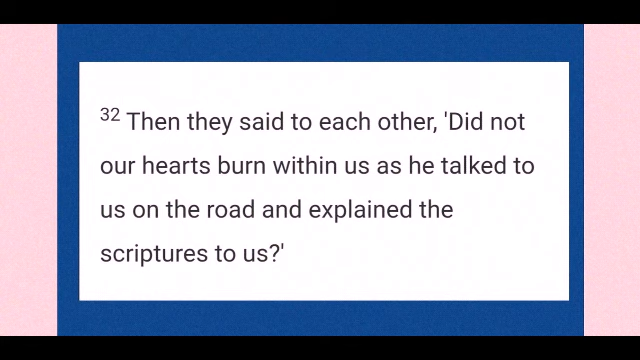 32 Then they said to each other, 'Did not
our hearts burn within us as he talked to
us on the road and explained the
scriptures to us?'